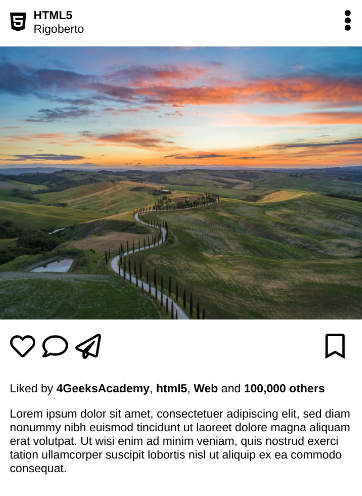 HTML5
Rigoberto
Liked by 4GeeksAcademy, html5, Web and 100,000 others
Lorem ipsum dolor sit amet, consectetuer adipiscing elit, sed diam
nonummy nibh euismod tincidunt ut laoreet dolore magna aliquam
erat volutpat. Ut wisi enim ad minim veniam, quis nostrud exerci
tation ullamcorper suscipit lobortis nisl ut aliquip ex ea commodo
consequat.